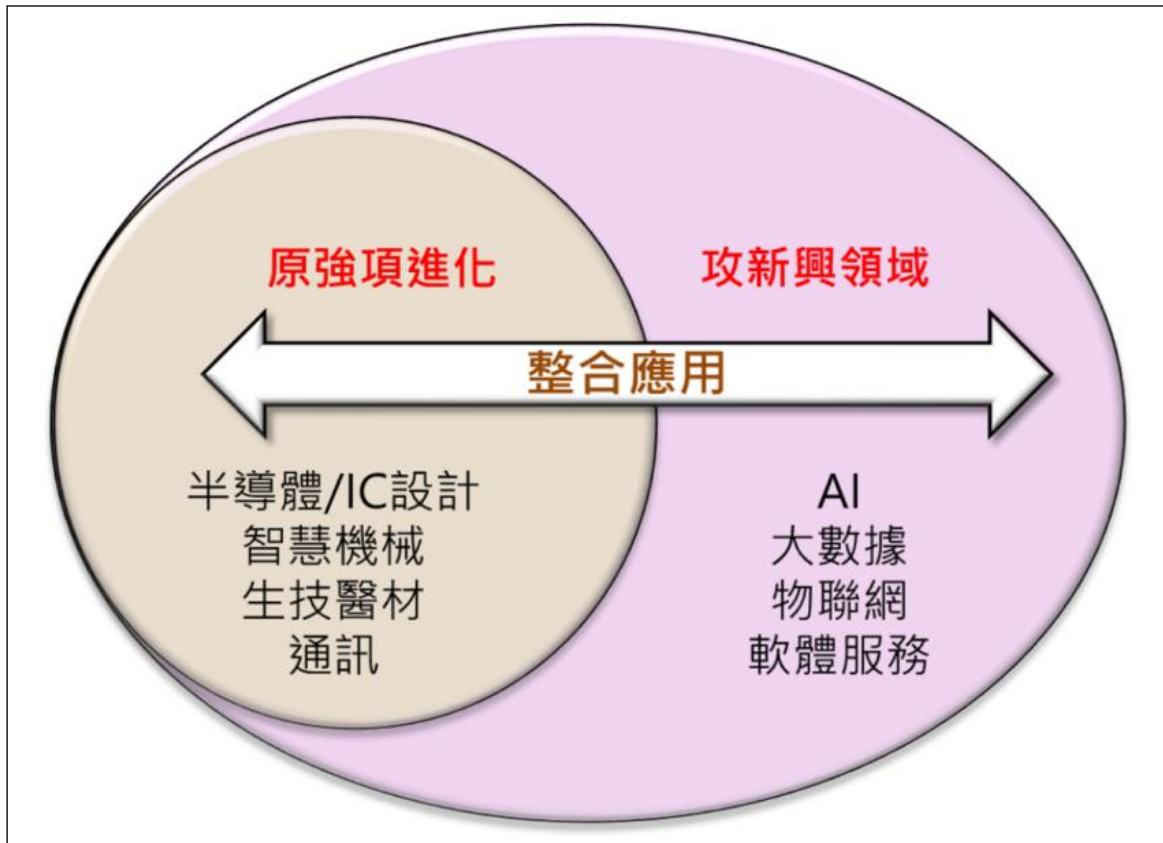 原強項進化
攻新興領域
整合應用
半導體/IC設計
智慧機械
生技醫材
通訊
AI
大數據
物聯網
軟體服務